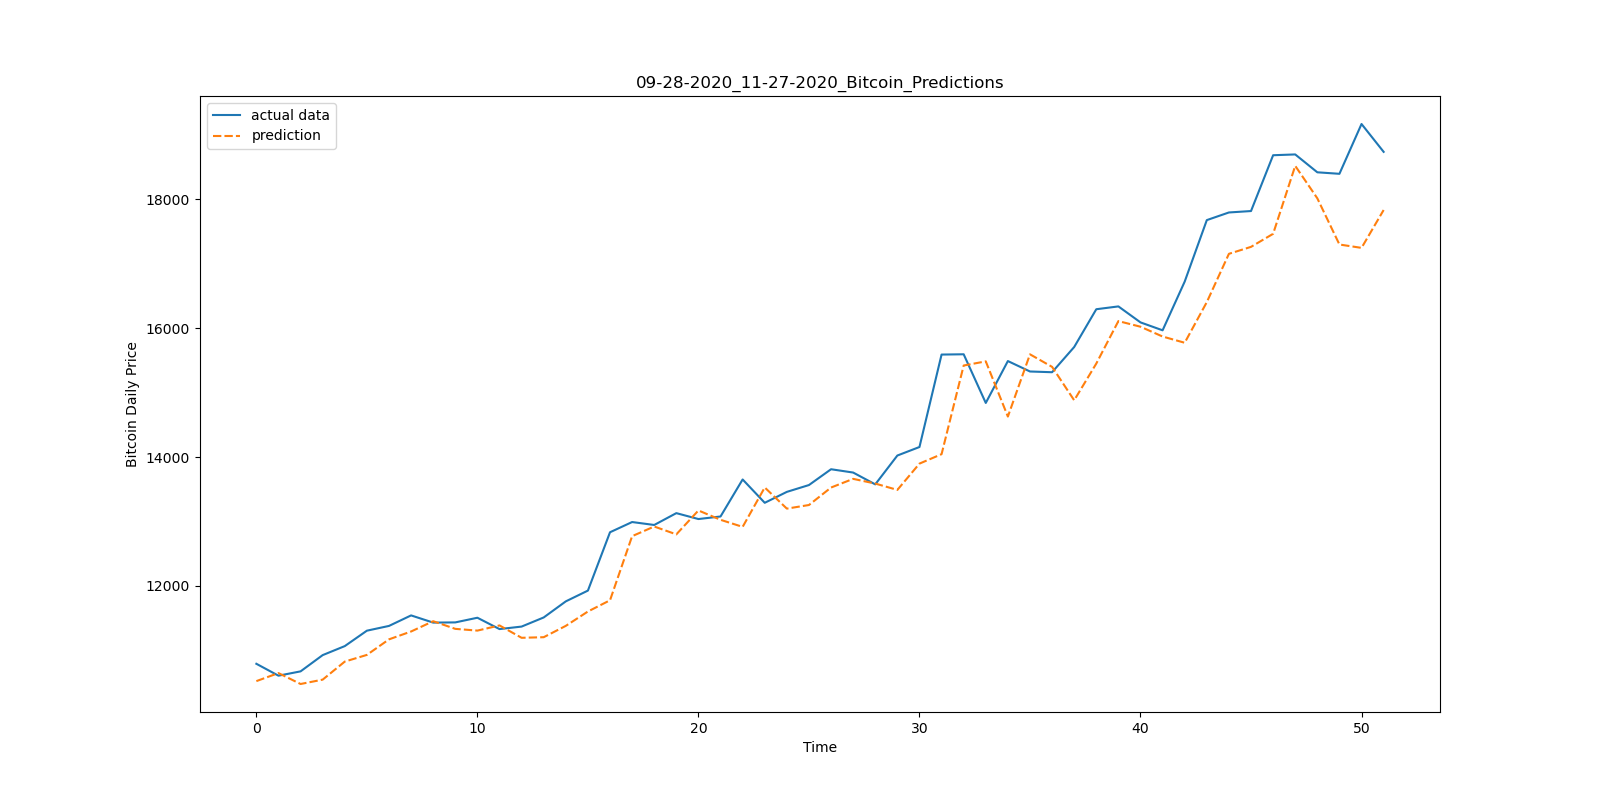 09-28-2020_11-27-2020_Bitcoin_Predictions
actual data
prediction
18000
16000
14000
12000
Bitcoin Daily Price
0 10 20 30 40 50
Time